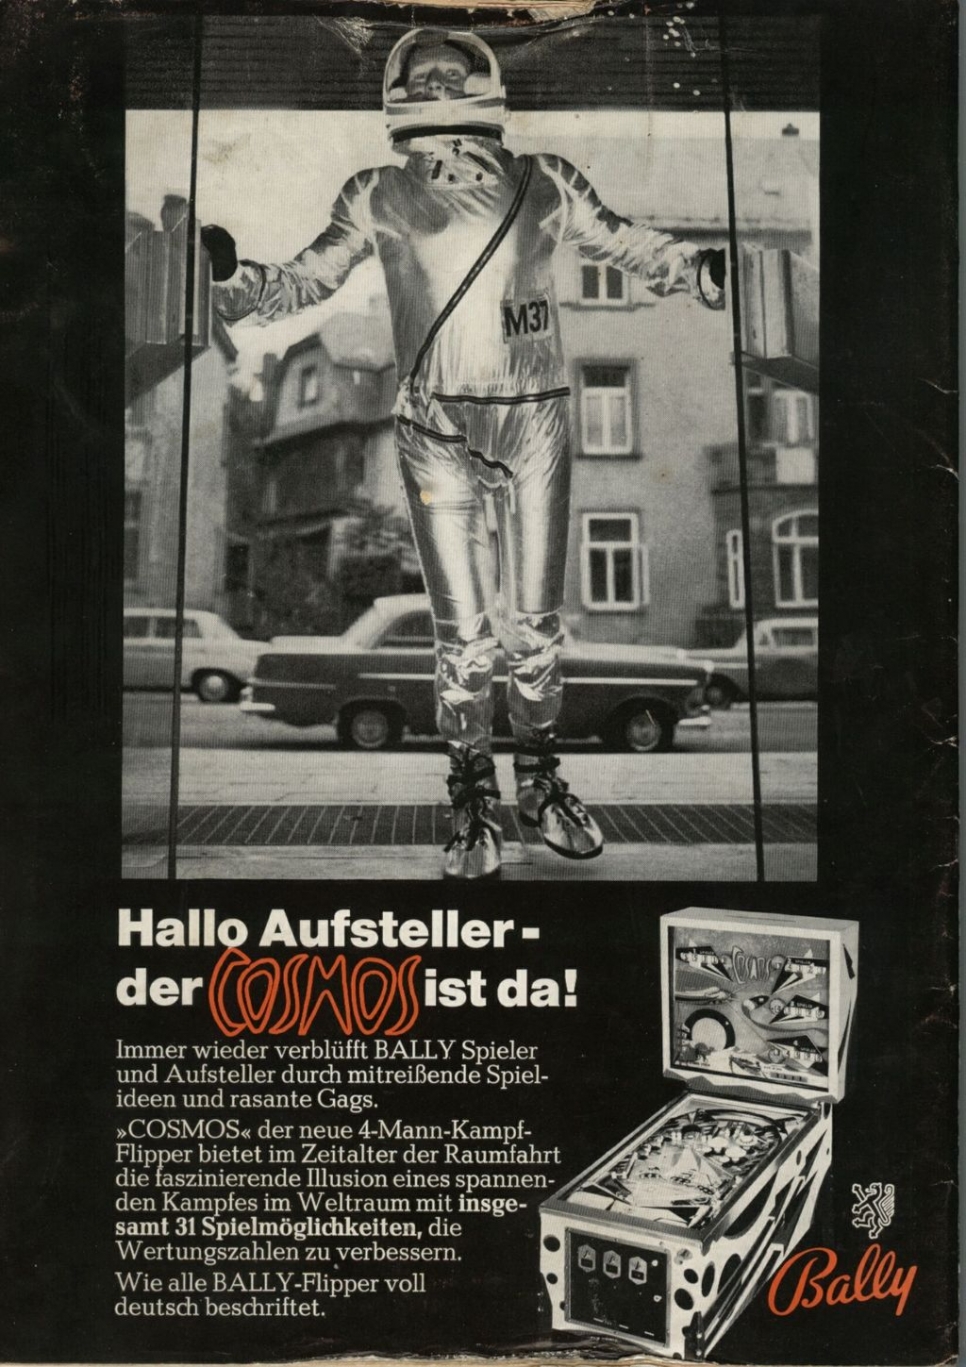 M37
Hallo Aufsteller -
der COSMOS ist da!
Immer wieder verblüfft BALLY Spieler
und Aufsteller durch mitreißende Spiel-
ideen und rasante Gags.
»COSMOS« der neue 4-Mann-Kampf-
Flipper bietet im Zeitalter der Raumfahrt
die faszinierende Illusion eines spannen-
den Kampfes im Weltraum mit insge-
samt 31 Spielmöglichkeiten, die
Wertungszahlen zu verbessern.
Wie alle BALLY-Flipper voll
deutsch beschriftet.
COSMOS
Bally